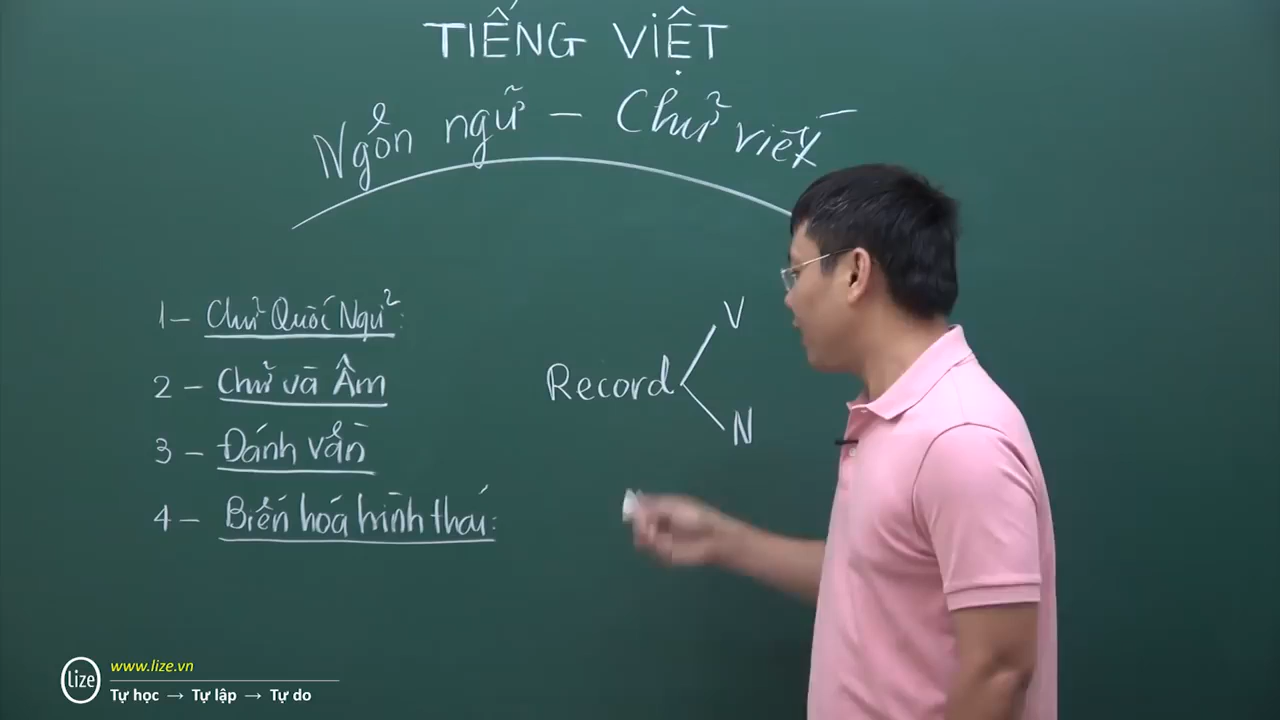 TIẾNG VIỆT
Ngôn ngữ – Chữ viết
1– Chữ Quốc Ngữ:
2 – Chữ và Âm
3 – Đánh vần
4 – Biến hoá hình thái:
Record
V
N
lize
www.lize.vn
Tự học → Tự lập → Tự do